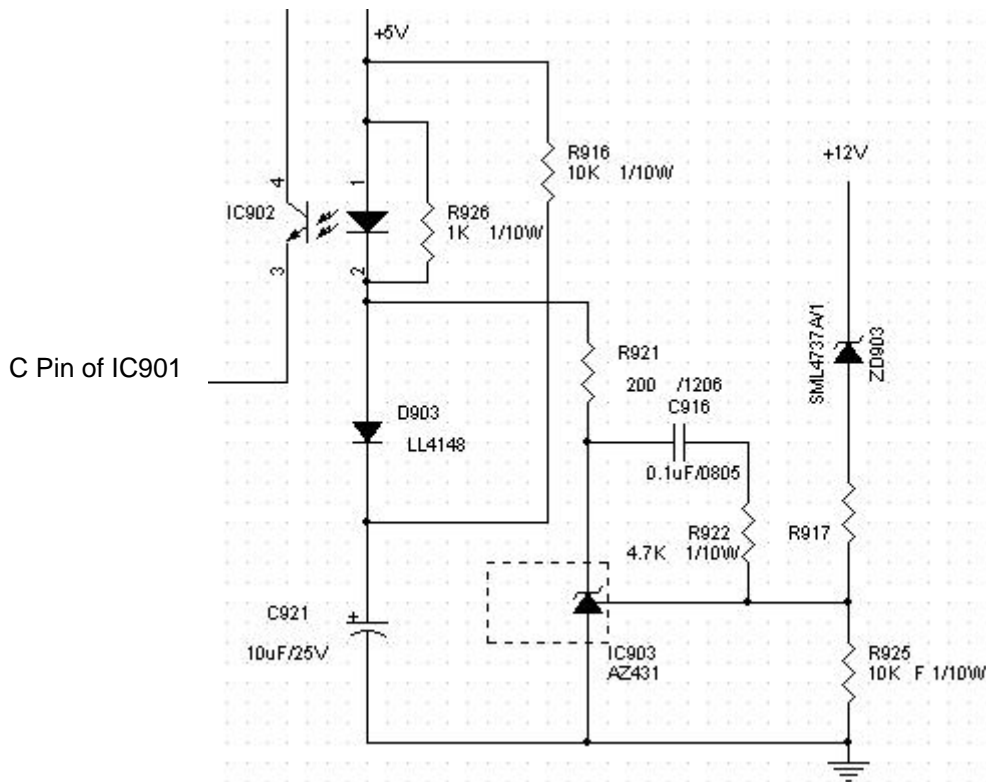 +5V
R916
10K 1/10W
+12V
4
1
IC902
R926
1K 1/10W
3
2
SML4737A/1
ZD903
C Pin of IC901
R921
200 /1206
C916
D903
LL4148
0.1uF/0805
R922
4.7K 1/10W
R917
C921
+
10uF/25V
IC903
AZ431
R925
10K F 1/10W